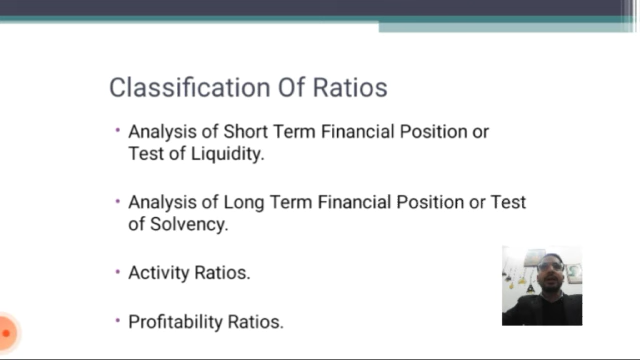 Classification Of Ratios
• Analysis of Short Term Financial Position or
Test of Liquidity.
• Analysis of Long Term Financial Position or Test
of Solvency.
• Activity Ratios.
• Profitability Ratios.